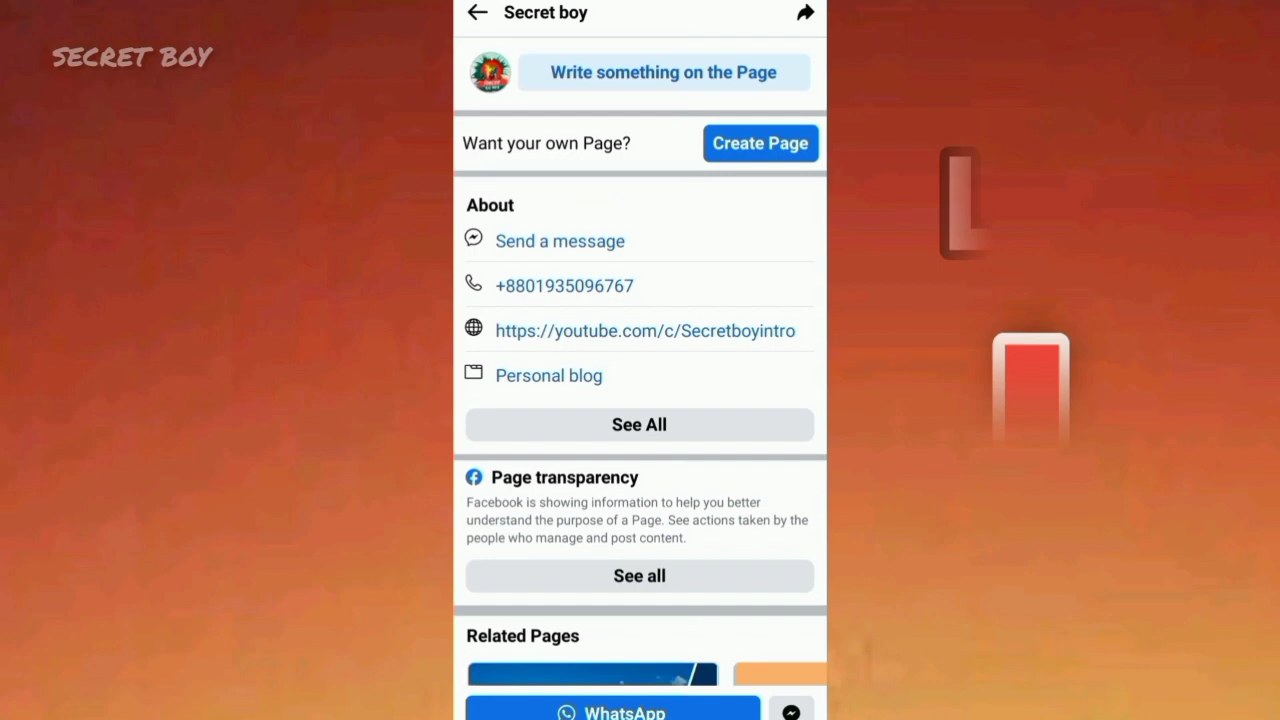 SECRET BOY
Secret boy
Write something on the Page
Want your own Page?
Create Page
About
Send a message
+8801935096767
https://youtube.com/c/Secretboyintro
Personal blog
See All
Page transparency
Facebook is showing information to help you better
understand the purpose of a Page. See actions taken by the
people who manage and post content.
See all
Related Pages
WhatsApp
L